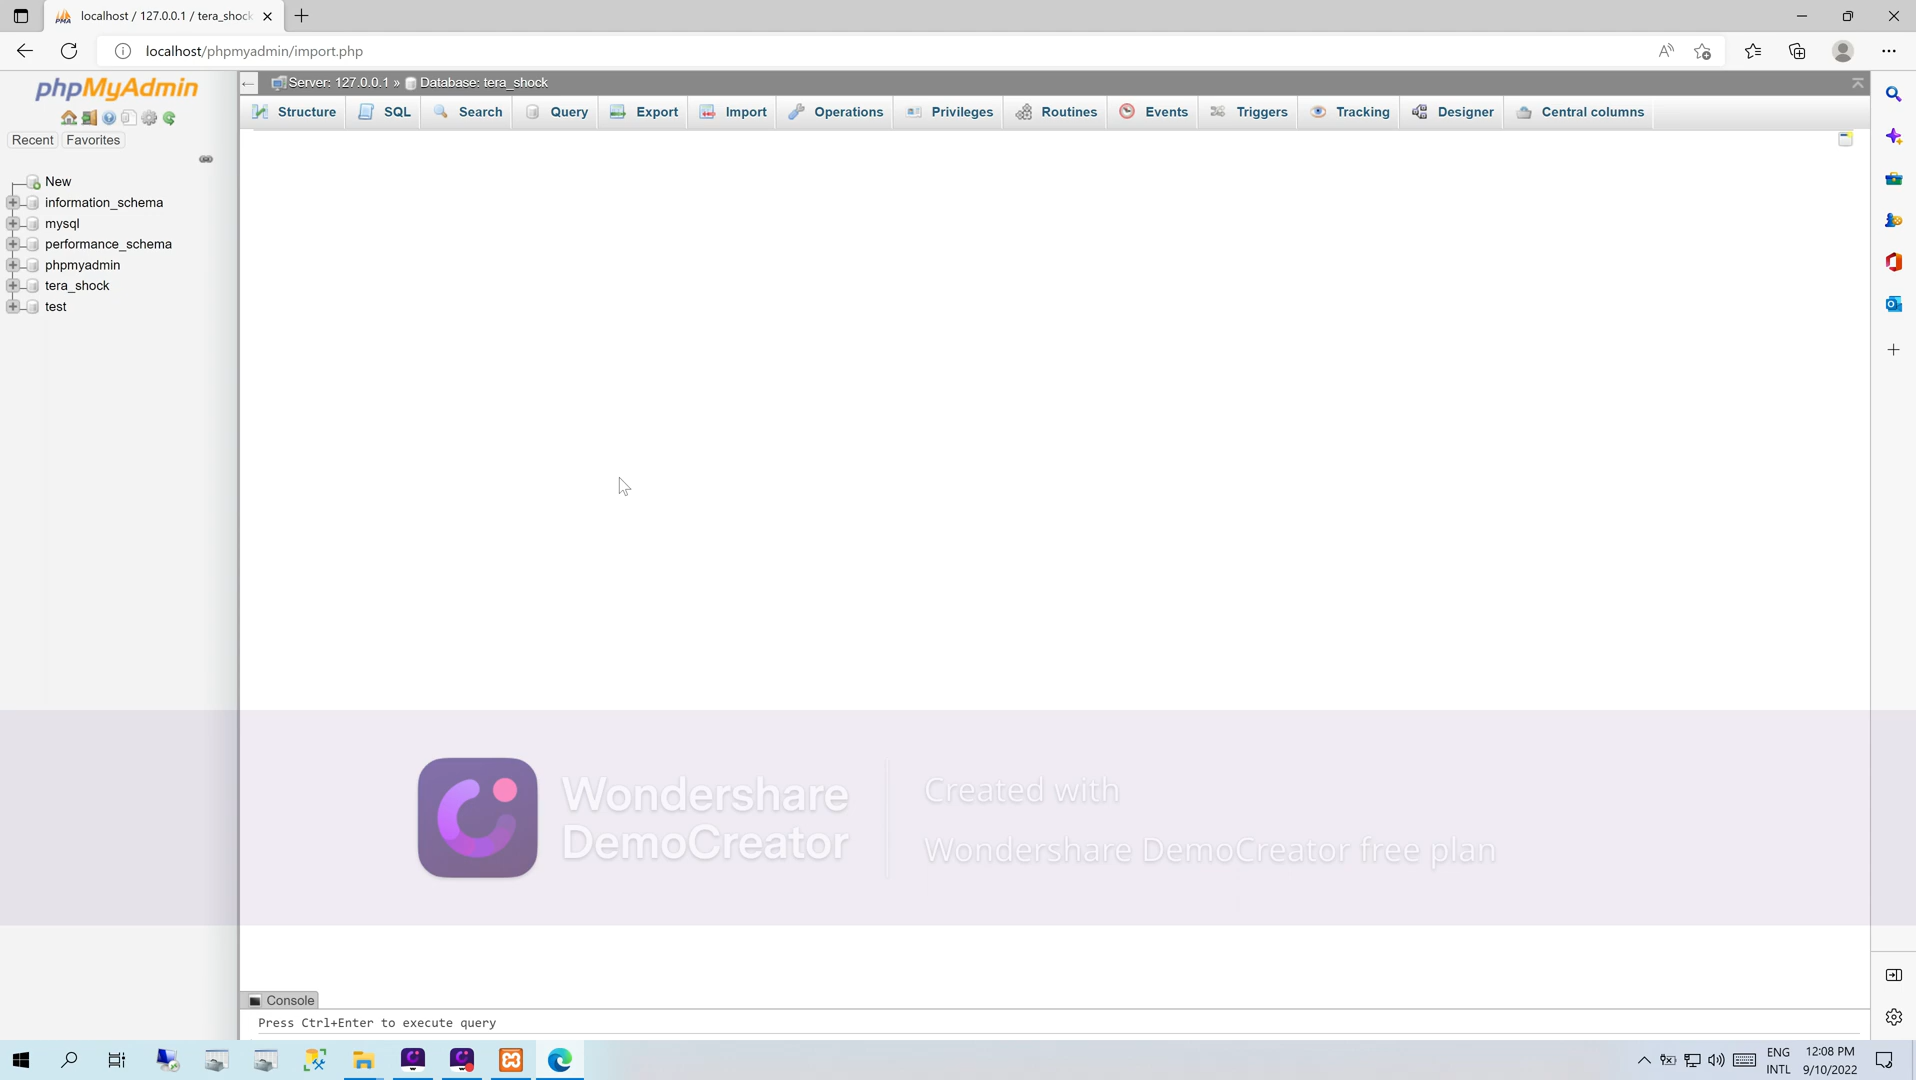 localhost / 127.0.0.1 / tera_shock
localhost/phpmyadmin/import.php
phpMyAdmin
Recent
Favorites
New
information_schema
mysql
performance_schema
phpmyadmin
tera_shock
test
Server: 127.0.0.1 » Database: tera_shock
Structure
SQL
Search
Query
Export
Import
Operations
Privileges
Routines
Events
Triggers
Tracking
Designer
Central columns
Wondershare
DemoCreator
Created with
Wondershare DemoCreator free plan
Console
Press Ctrl+Enter to execute query
ENG
INTL
12:08 PM
9/10/2022